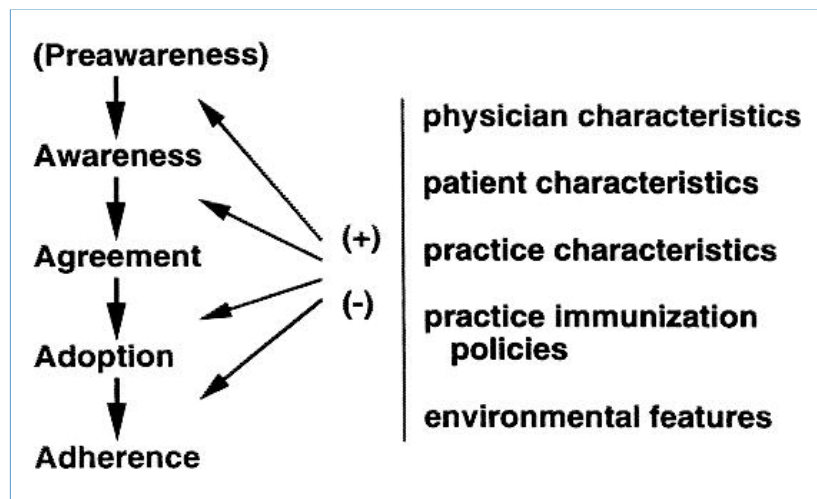 (Preawareness)
Awareness
Agreement
Adoption
Adherence
(+)
(-)
physician characteristics
patient characteristics
practice characteristics
practice immunization
policies
environmental features